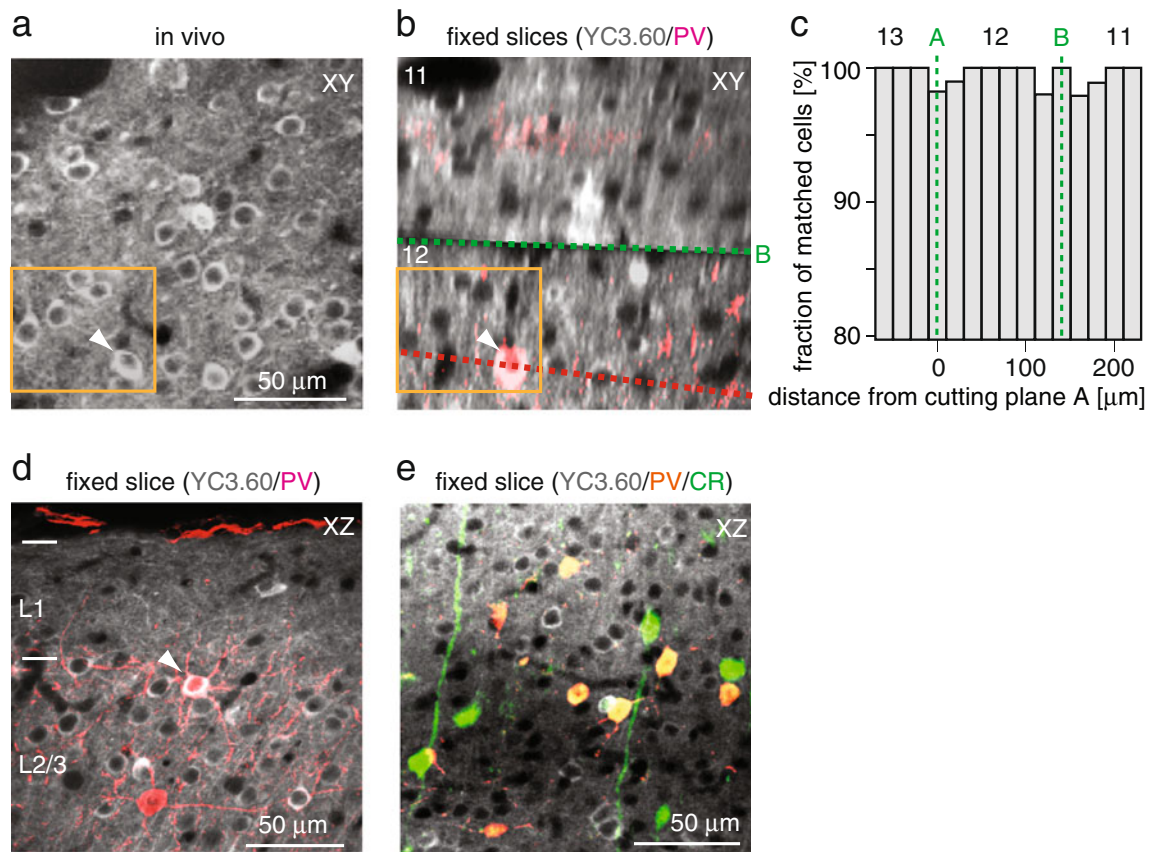 a
in vivo
XY
50 μm
b
fixed slices (YC3.60/PV)
11
XY
B
12
c
13 A 12 B 11
fraction of matched cells [%]
100
90
80
0 100 200
distance from cutting plane A [μm]
d
fixed slice (YC3.60/PV)
XZ
L1
L2/3
50 μm
e
fixed slice (YC3.60/PV/CR)
XZ
50 μm